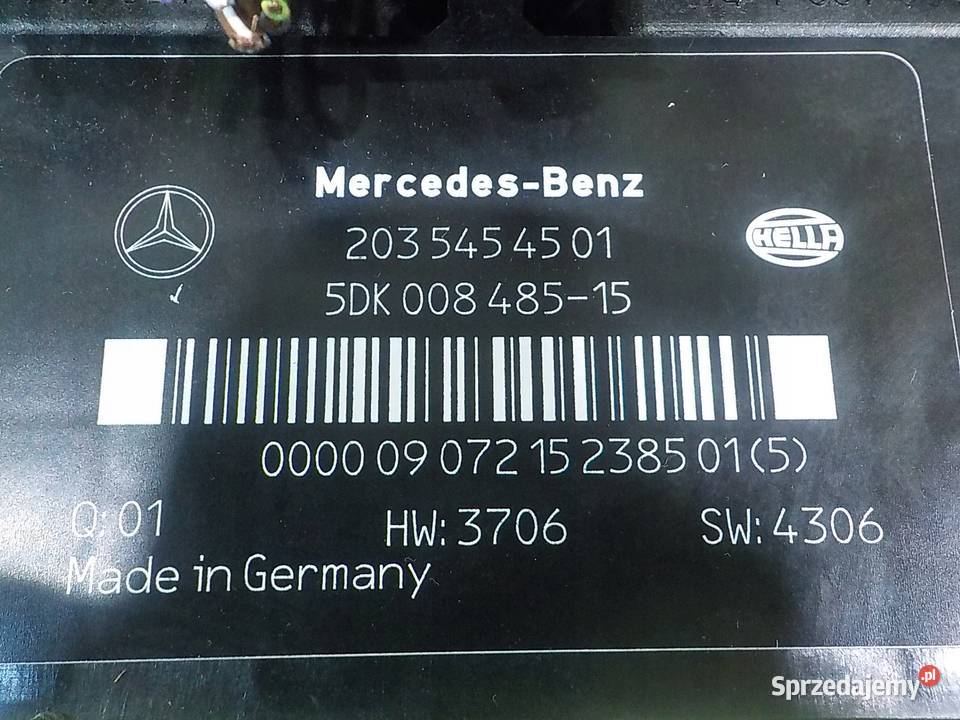 Mercedes-Benz
203 545 45 01
HELLA
5DK 008 485-15
0000 09 072 15 2385 01 (5)
Q: 01 HW: 3706 SW: 4306
Made in Germany
Sprzedajemy.pl